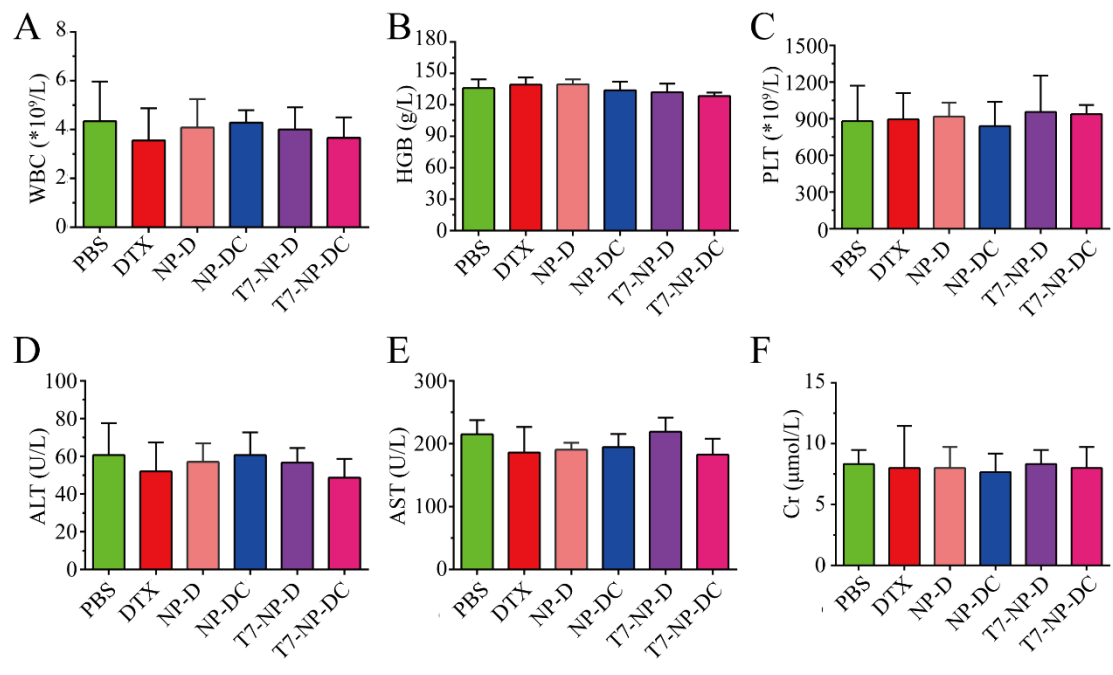 A
WBC (*10⁹/L)
8
6
4
2
0
PBS
DTX
NP-D
NP-DC
T7-NP-D
T7-NP-DC
B
HGB (g/L)
180
150
120
90
60
30
0
PBS
DTX
NP-D
NP-DC
T7-NP-D
T7-NP-DC
C
PLT (*10⁹/L)
1500
1200
900
600
300
0
PBS
DTX
NP-D
NP-DC
T7-NP-D
T7-NP-DC
D
ALT (U/L)
100
80
60
40
20
0
PBS
DTX
NP-D
NP-DC
T7-NP-D
T7-NP-DC
E
AST (U/L)
300
200
100
0
PBS
DTX
NP-D
NP-DC
T7-NP-D
T7-NP-DC
F
Cr (μmol/L)
15
10
5
0
PBS
DTX
NP-D
NP-DC
T7-NP-D
T7-NP-DC